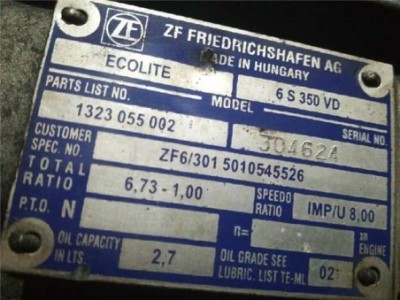 ZF ZF FRIEDRICHSHAFEN AG
MADE IN HUNGARY
ECOLITE 6 S 350 VD
PARTS LIST NO. MODEL
1323 055 002 SERIAL NO.
304624
CUSTOMER
SPEC. NO. ZF6/301 5010545526
TOTAL
RATIO 6,73-1,00 SPEEDO
RATIO IMP/U 8,00
P.T.O. N n= xn
ENGINE
OIL CAPACITY
IN LTS. 2,7 OIL GRADE SEE
LUBRIC. LIST TE-ML 02